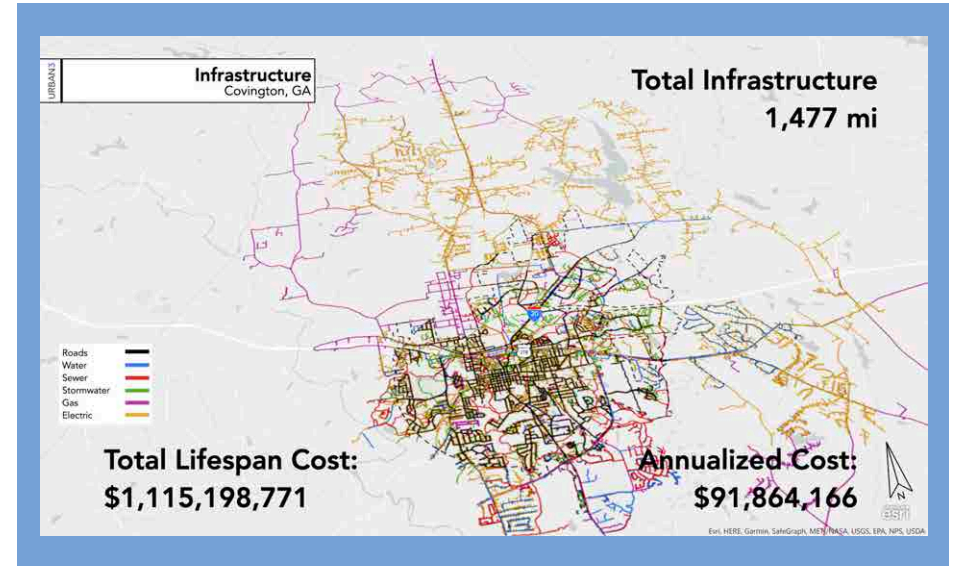 URBAN3
Infrastructure
Covington, GA
Total Infrastructure
1,477 mi
20
278
Roads
Water
Sewer
Stormwater
Gas
Electric
Total Lifespan Cost:
$1,115,198,771
Annualized Cost:
$91,864,166
N
esri
Esri, HERE, Garmin, SafeGraph, METI/NASA, USGS, EPA, NPS, USDA